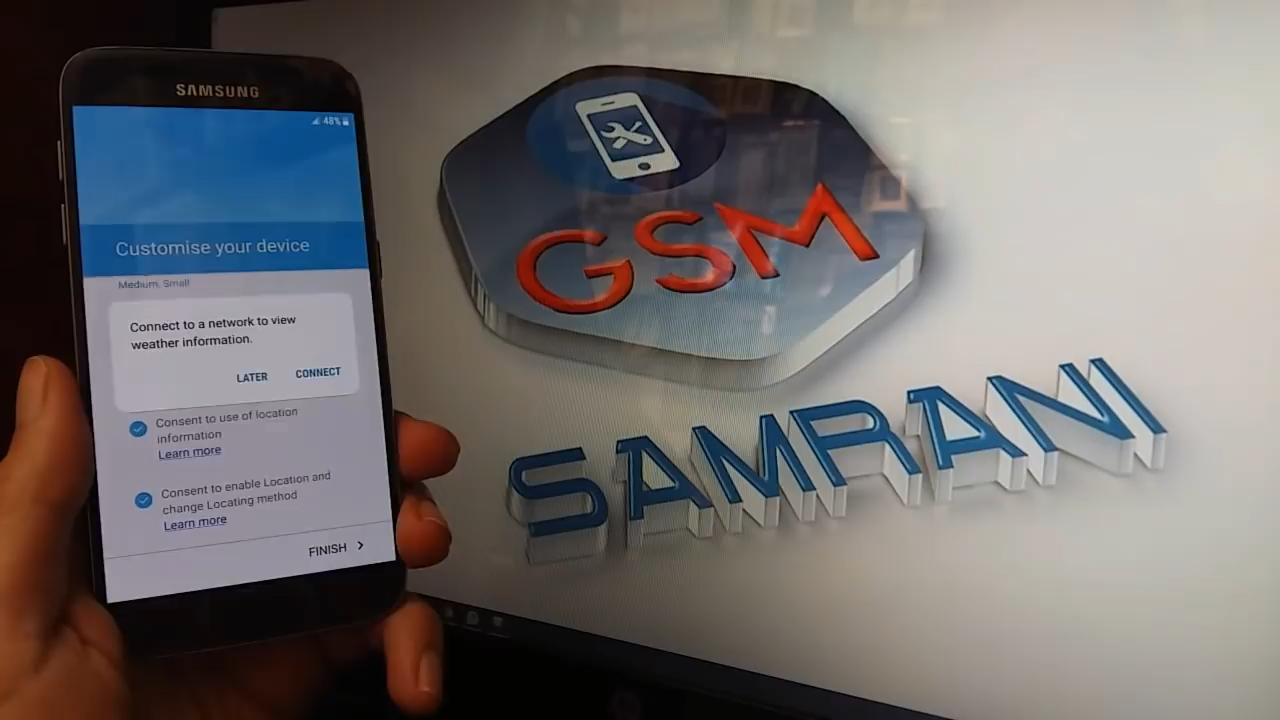 SAMSUNG
48%
Customise your device
Medium, Small
Connect to a network to view
weather information.
LATER CONNECT
Consent to use of location
information
Learn more
Consent to enable Location and
change Locating method
Learn more
FINISH
GSM
SAMRANI